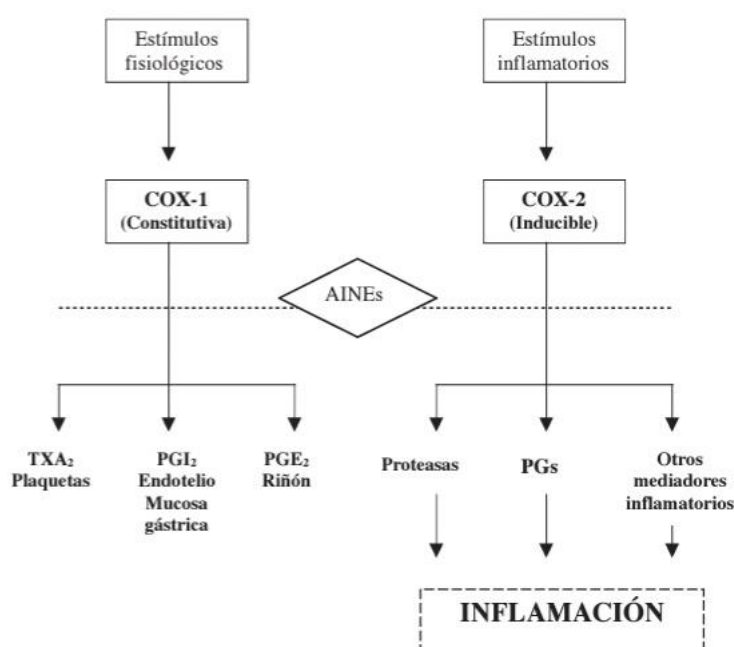 Estímulos
fisiológicos
Estímulos
inflamatorios
COX-1
(Constitutiva)
COX-2
(Inducible)
AINEs
TXA₂
Plaquetas
PGI₂
Endotelio
Mucosa
gástrica
PGE₂
Riñón
Proteasas
PGs
Otros
mediadores
inflamatorios
INFLAMACIÓN